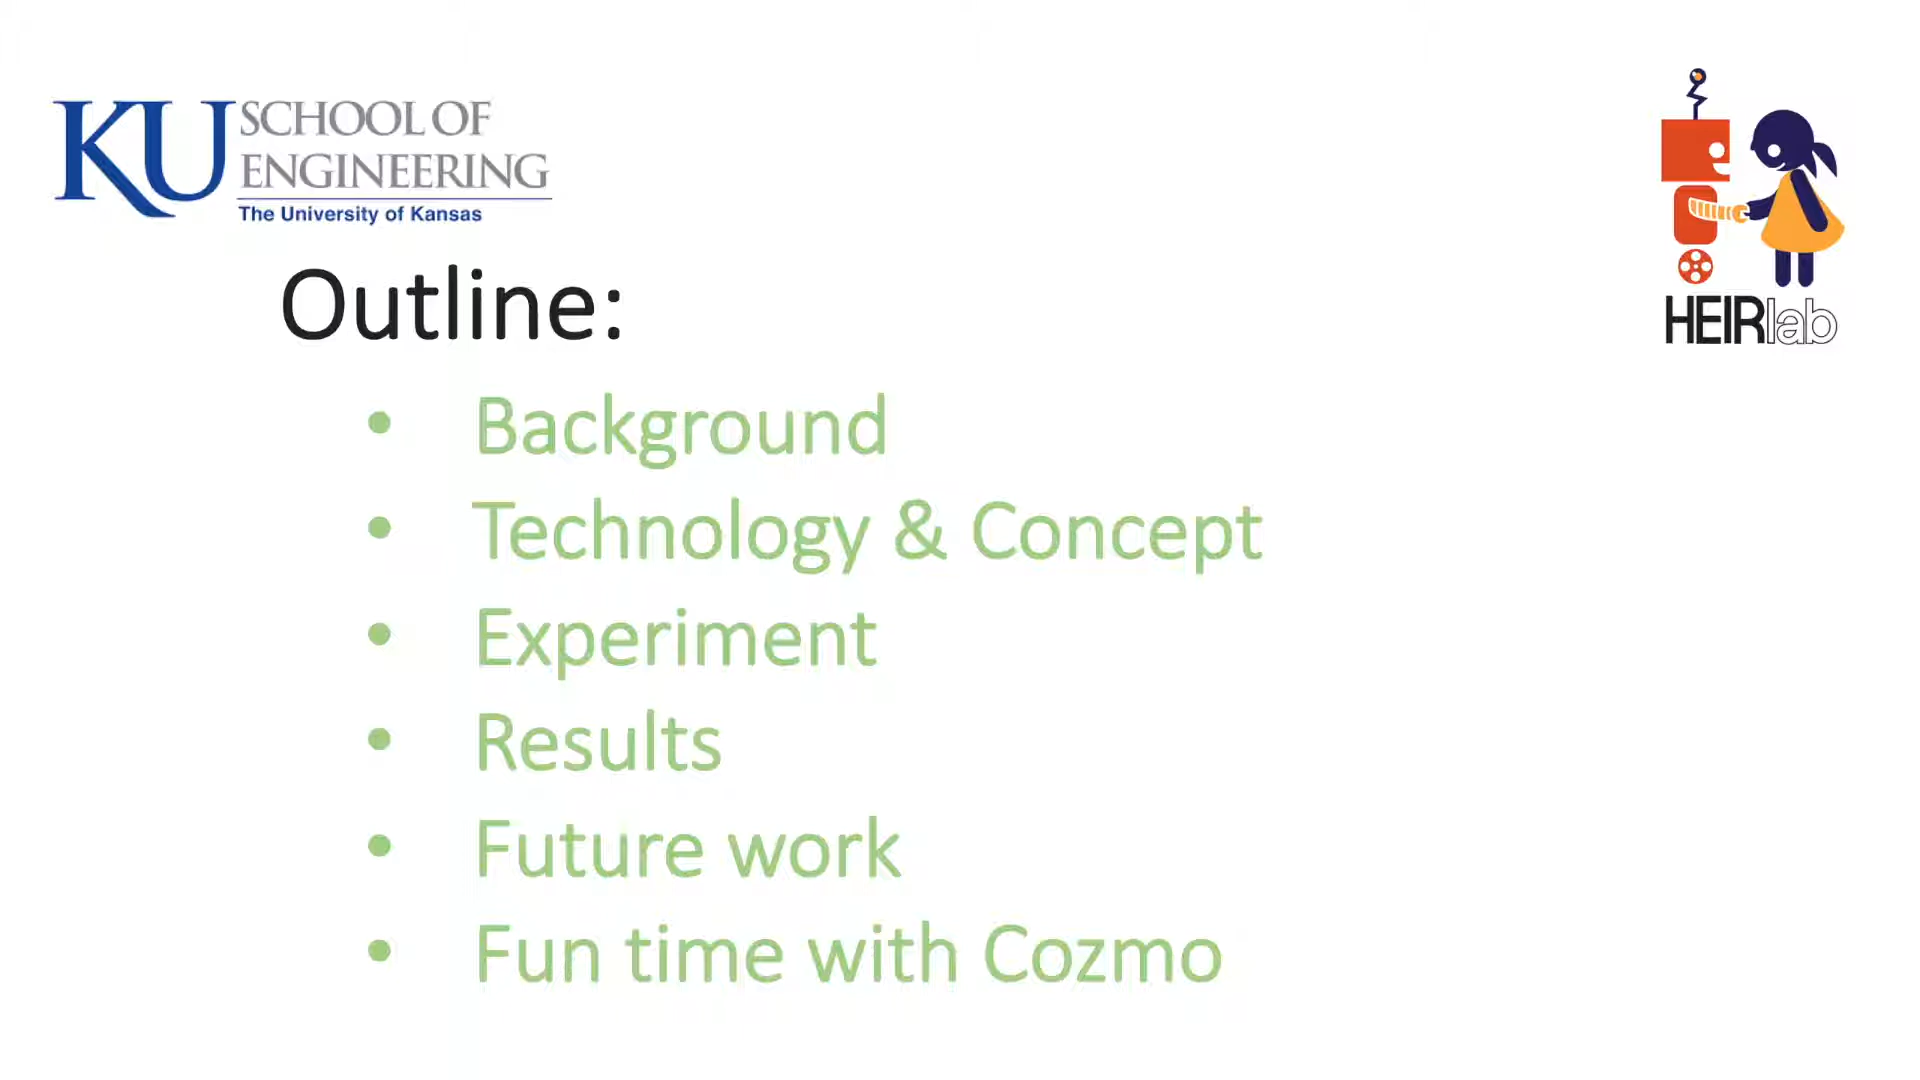 KU SCHOOL OF
ENGINEERING
The University of Kansas
HEIRlab
Outline:
• Background
• Technology & Concept
• Experiment
• Results
• Future work
• Fun time with Cozmo